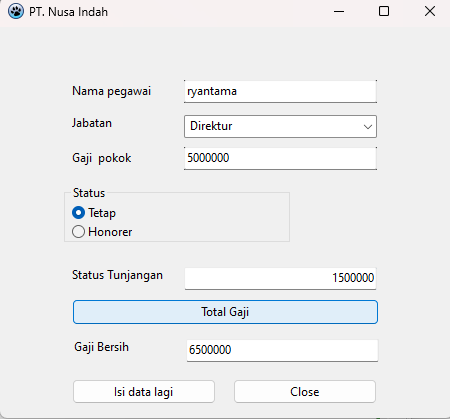 PT. Nusa Indah
Nama pegawai ryantama
Jabatan Direktur
Gaji pokok 5000000
Status
Tetap
Honorer
Status Tunjangan 1500000
Total Gaji
Gaji Bersih 6500000
Isi data lagi Close